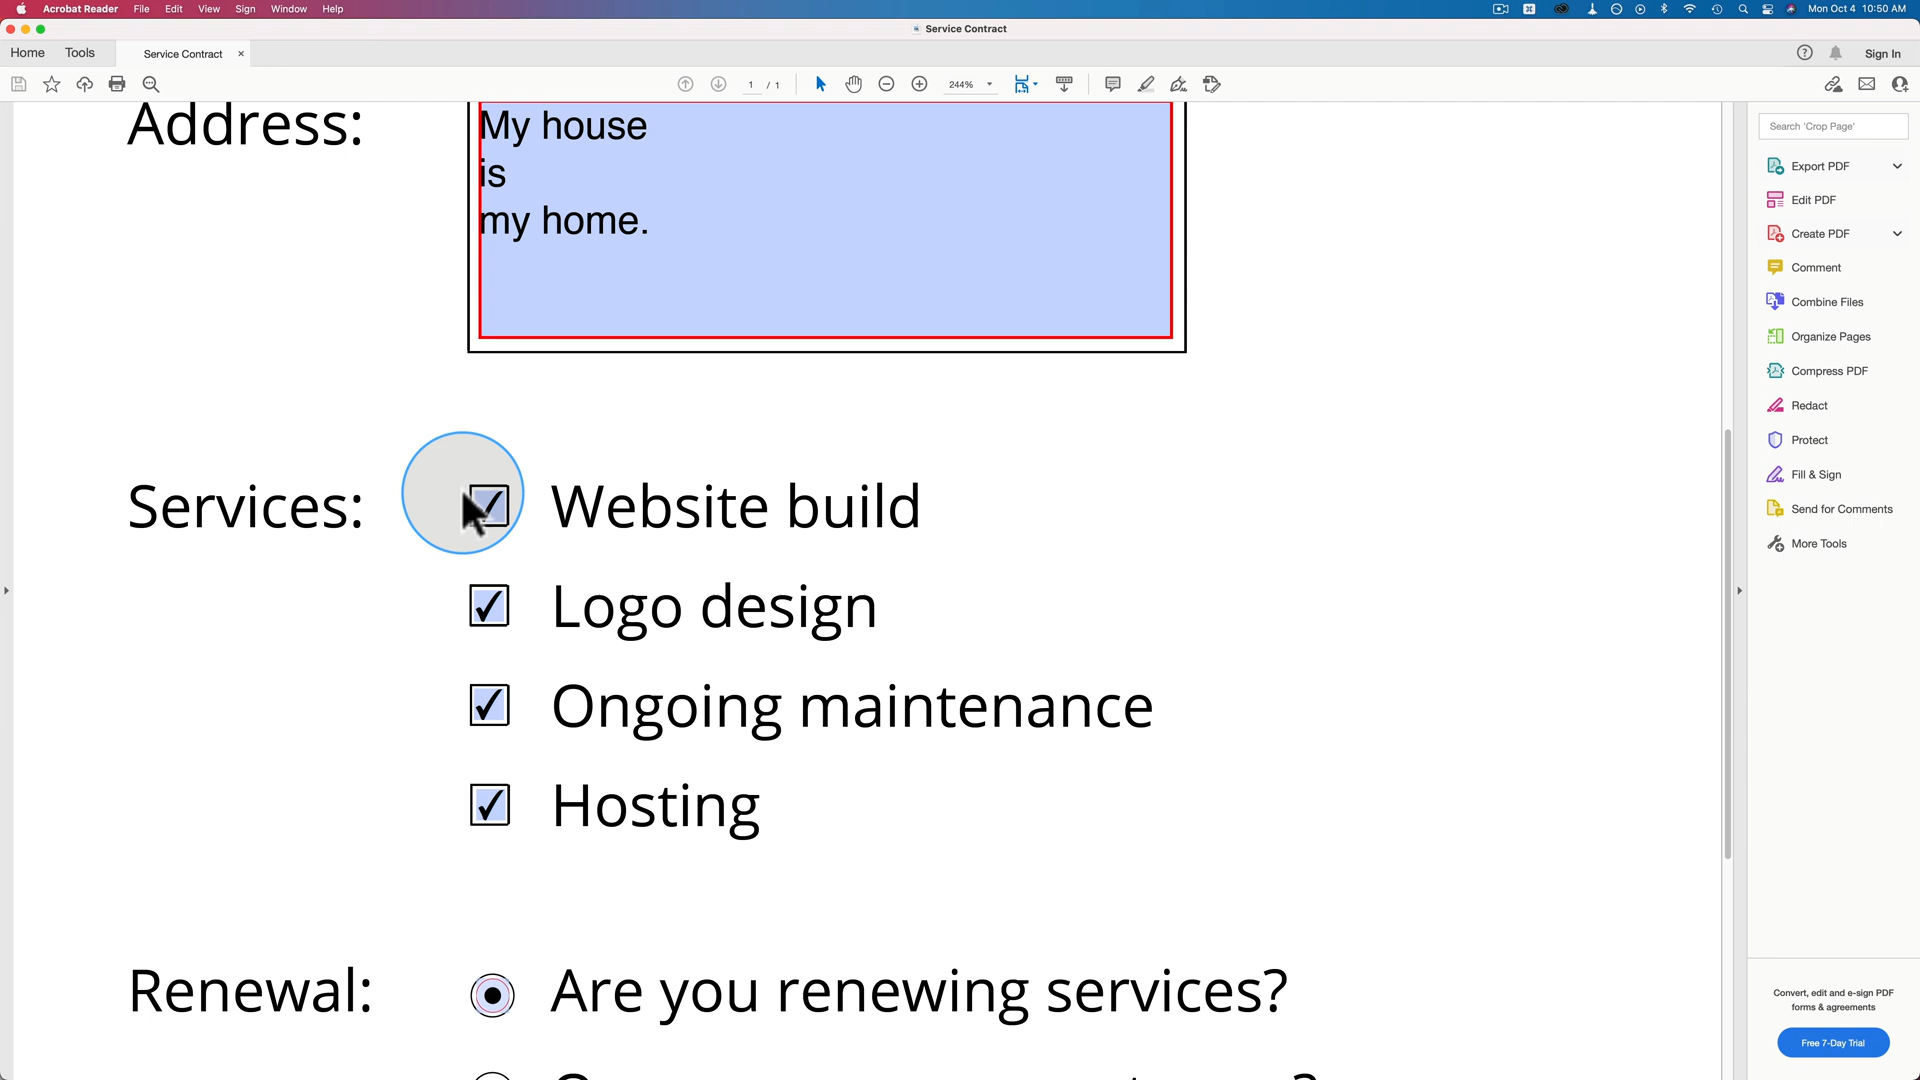 Acrobat Reader File Edit View Sign Window Help Mon Oct 4 10:50 AM
Service Contract
Home Tools Service Contract × Sign In
1 / 1 244%
Address:
My house
is
my home.
Services:
Website build
Logo design
Ongoing maintenance
Hosting
Renewal:
Are you renewing services?
Search 'Crop Page'
Export PDF
Edit PDF
Create PDF
Comment
Combine Files
Organize Pages
Compress PDF
Redact
Protect
Fill & Sign
Send for Comments
More Tools
Convert, edit and e-sign PDF
forms & agreements
Free 7-Day Trial